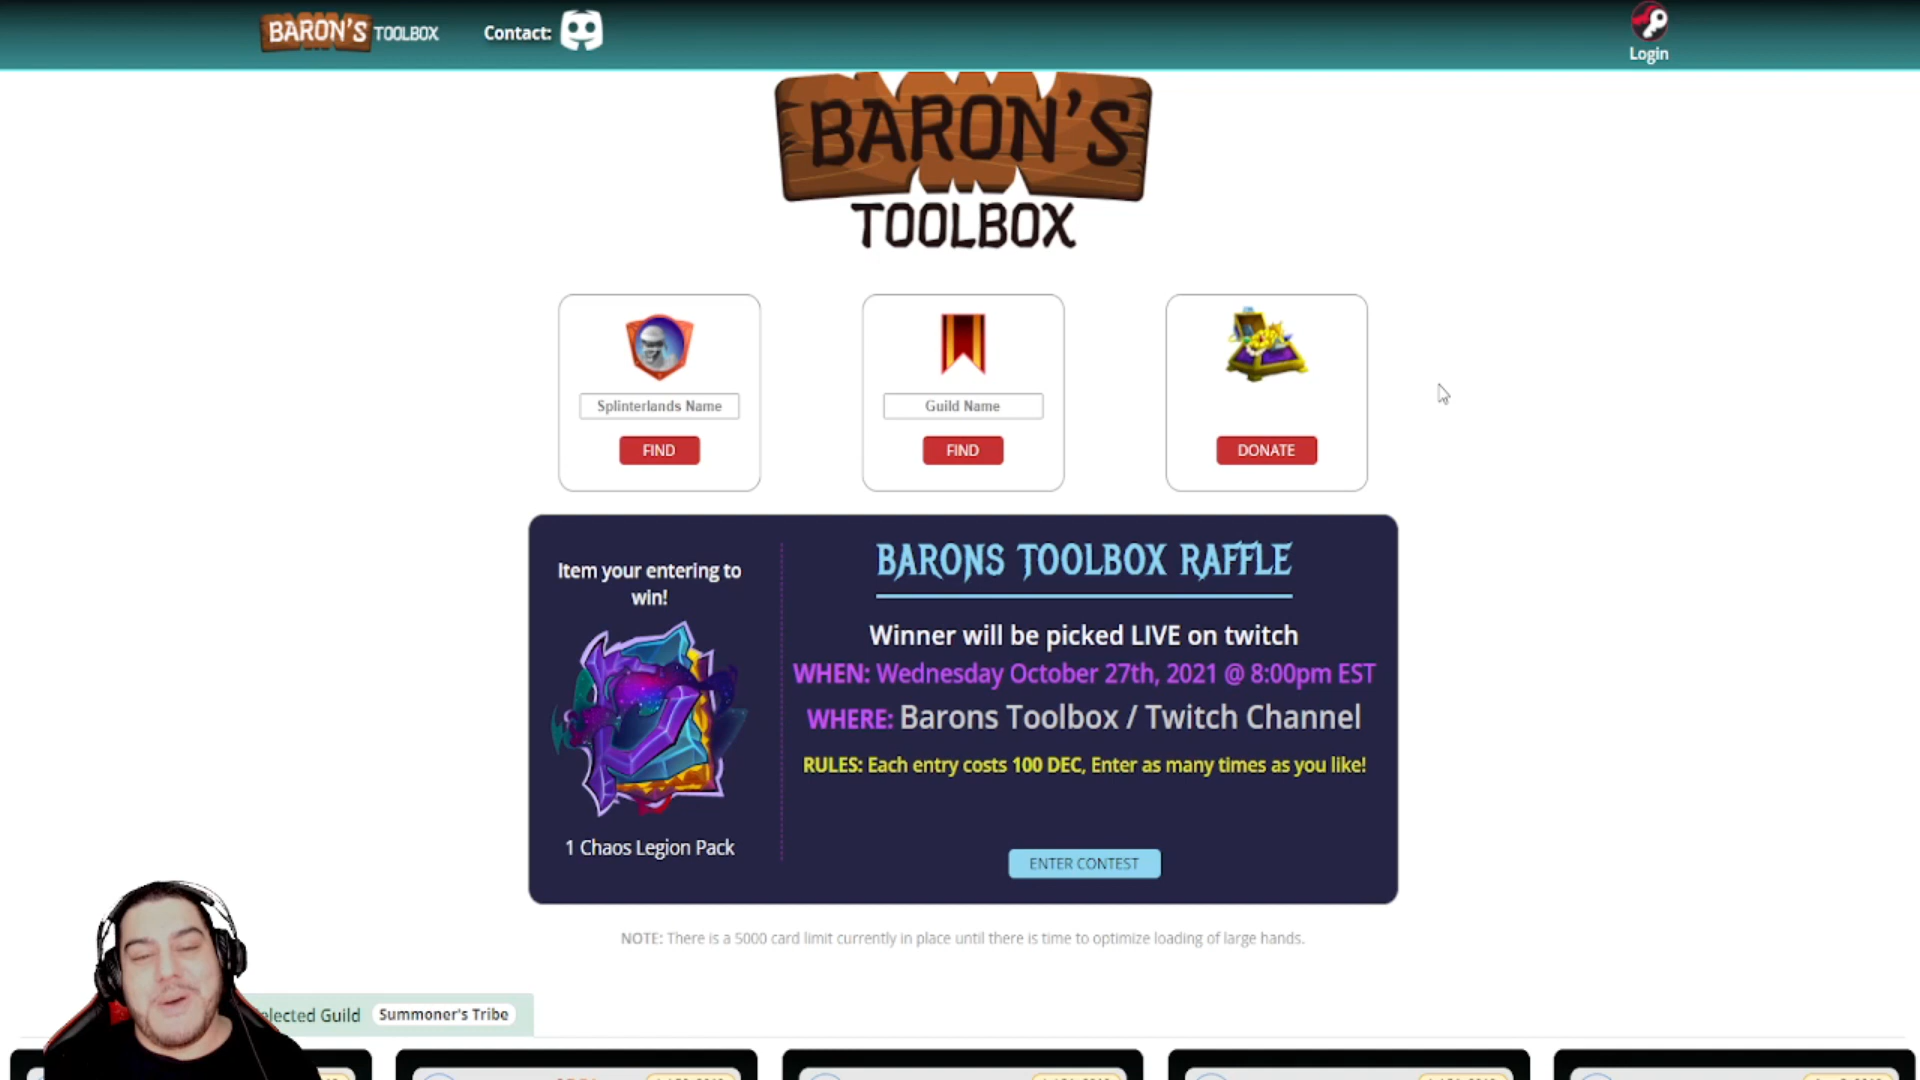 BARON'S TOOLBOX
Contact:
Login
BARON'S
TOOLBOX
Splinterlands Name
FIND
Guild Name
FIND
DONATE
Item your entering to
win!
1 Chaos Legion Pack
BARONS TOOLBOX RAFFLE
Winner will be picked LIVE on twitch
WHEN: Wednesday October 27th, 2021 @ 8:00pm EST
WHERE: Barons Toolbox / Twitch Channel
RULES: Each entry costs 100 DEC, Enter as many times as you like!
ENTER CONTEST
NOTE: There is a 5000 card limit currently in place until there is time to optimize loading of large hands.
elected Guild Summoner's Tribe